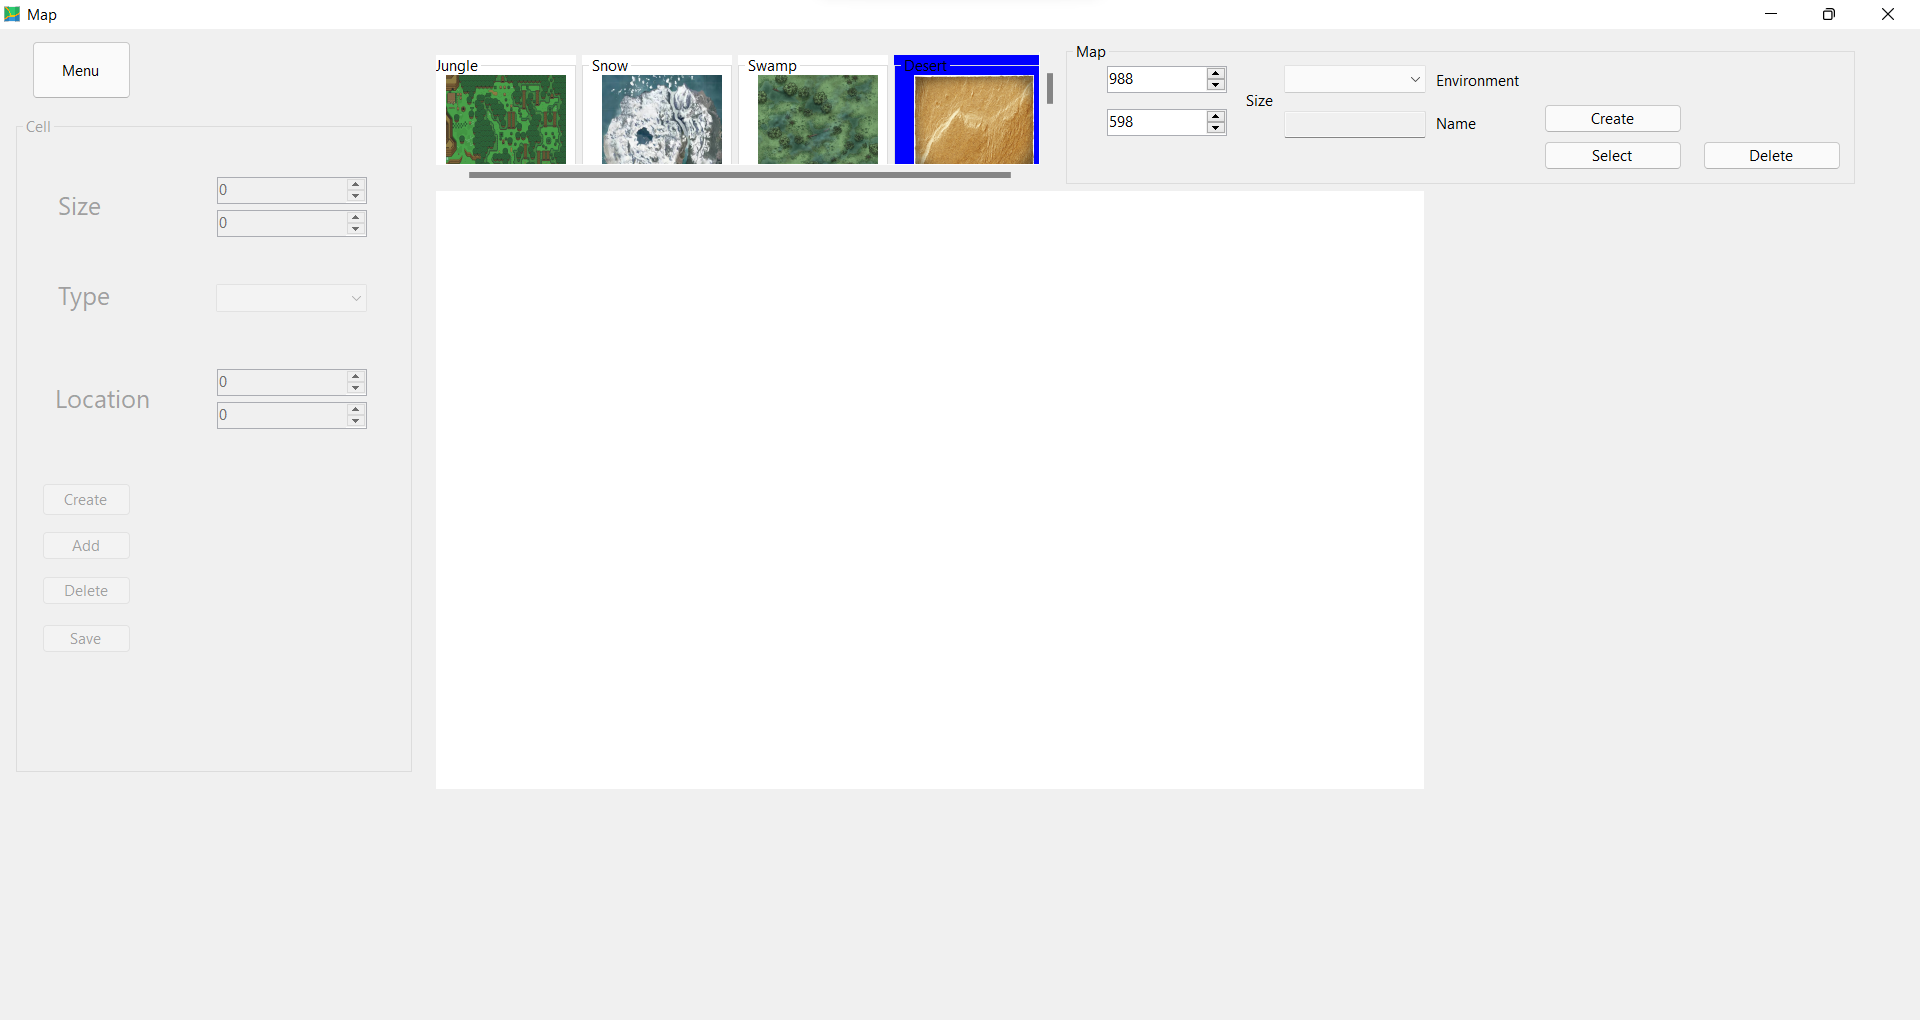 Map
Menu
Cell
Size
0
0
Type
Location
0
0
Create
Add
Delete
Save
Jungle
Snow
Swamp
Desert
Map
988
598
Size
Environment
Name
Create
Select
Delete